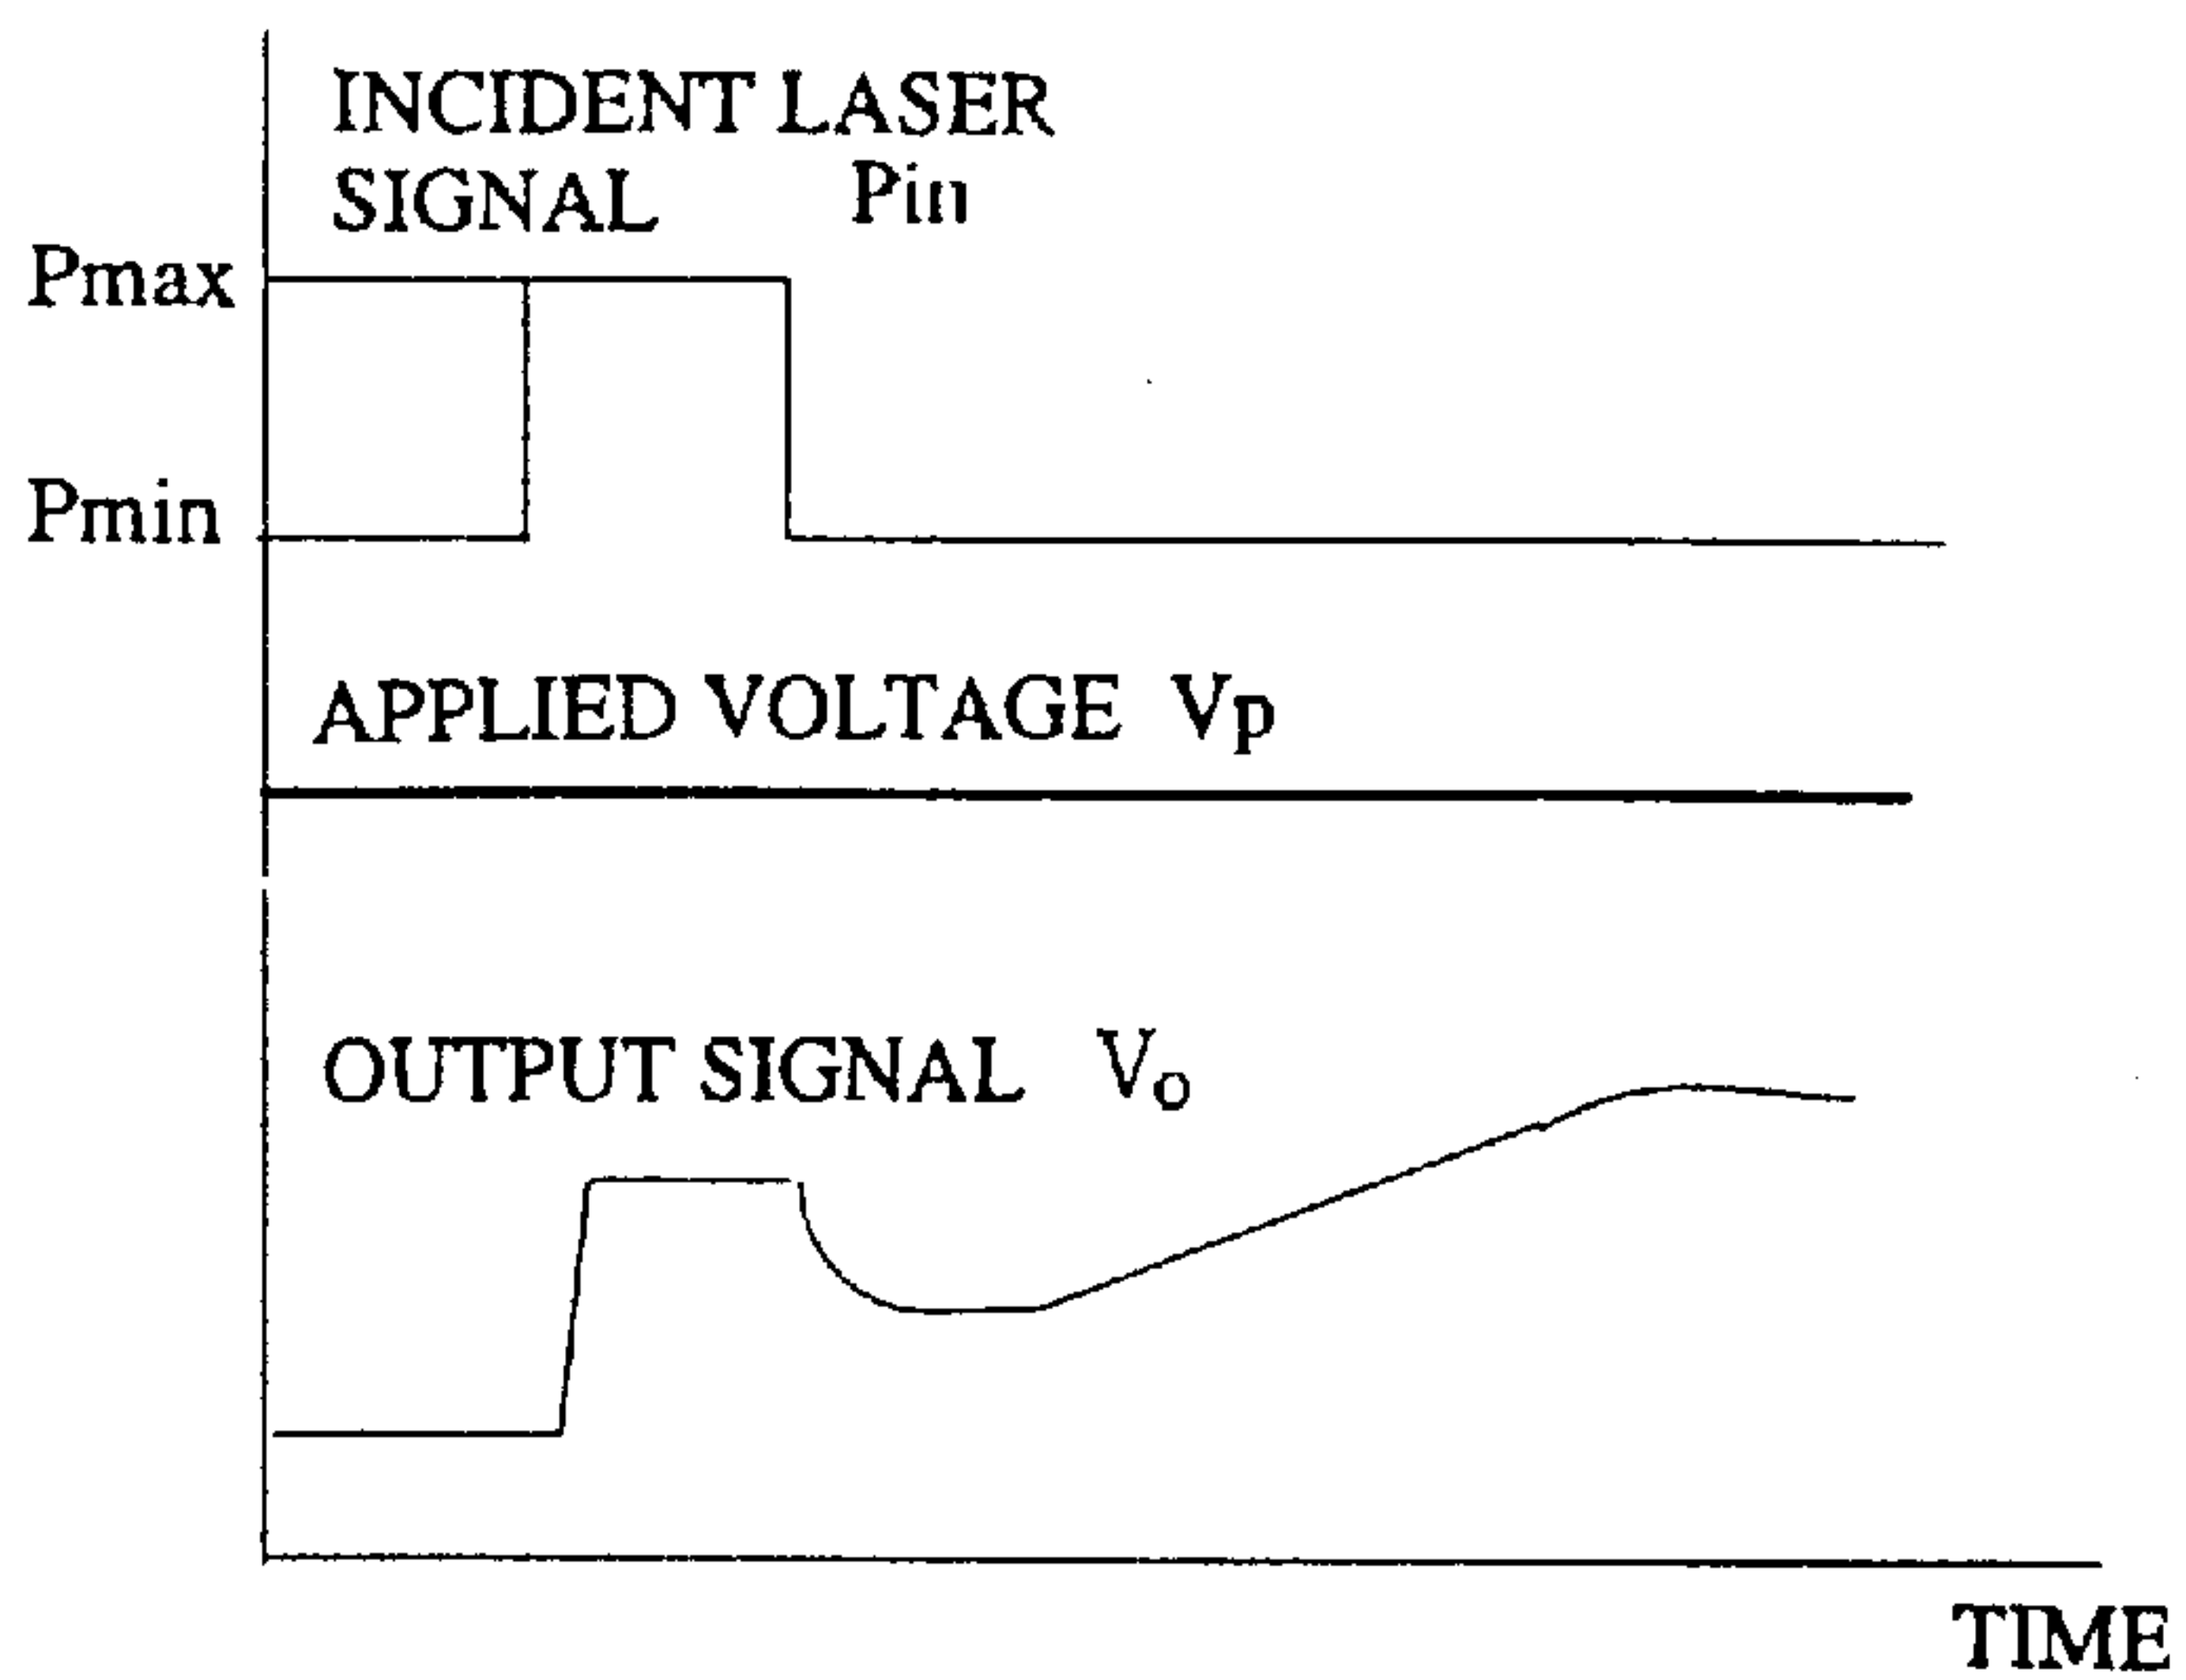 INCIDENT LASER
SIGNAL Pin
Pmax
Pmin
APPLIED VOLTAGE Vp
OUTPUT SIGNAL Vo
TIME